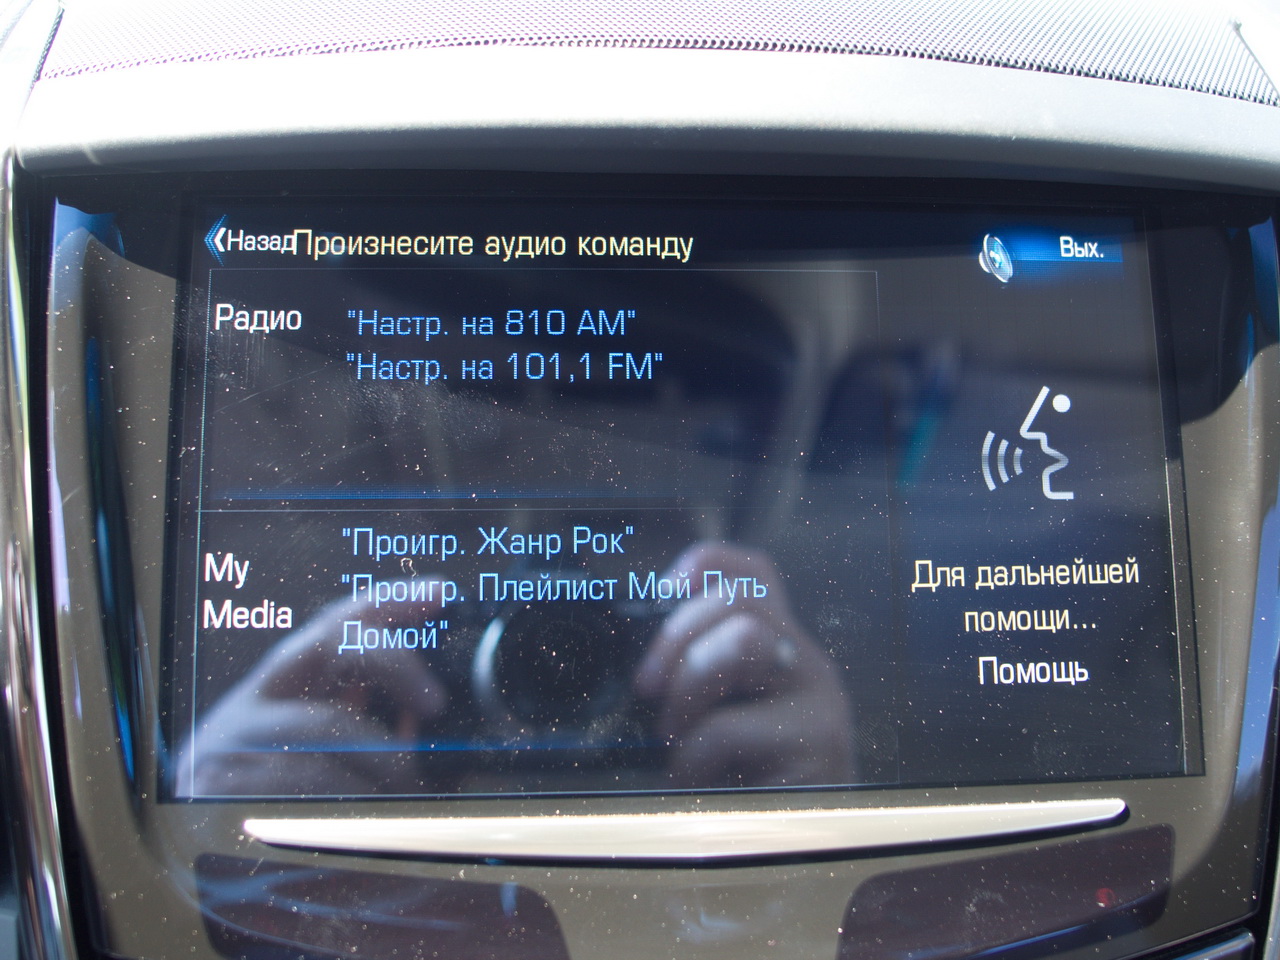 Назад Произнесите аудио команду
Вых.
Радио
"Настр. на 810 AM"
"Настр. на 101,1 FM"
My
Media
"Проигр. Жанр Рок"
"Проигр. Плейлист Мой Путь
Домой"
Для дальнейшей
помощи...
Помощь